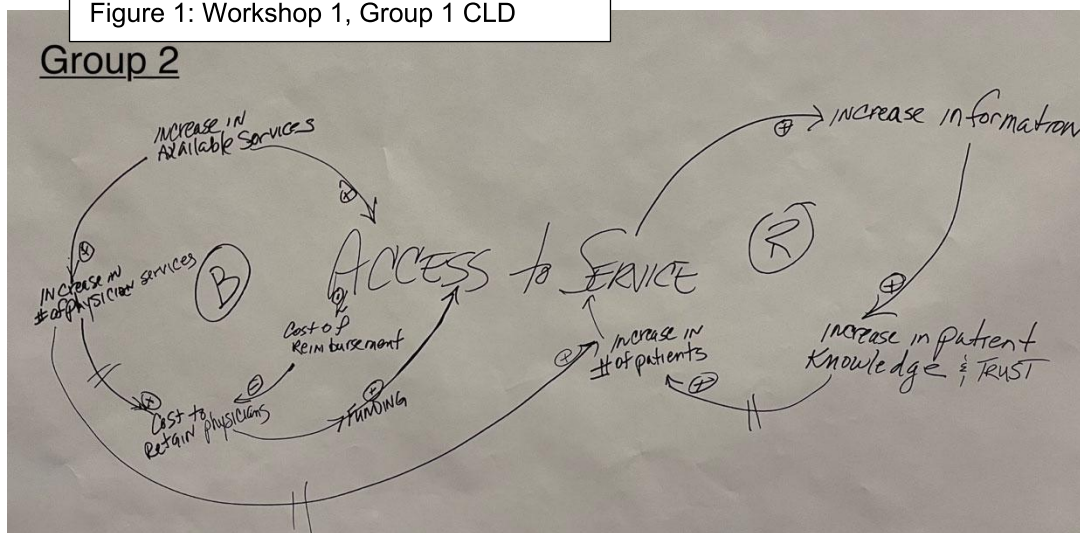 Figure 1: Workshop 1, Group 1 CLD
Group 2
INCREASE IN
AVAILABLE SERVICES
+
+
INCREASE IN
# OF PHYSICIAN SERVICES
B
ACCESS to SERVICE
Cost of
REIMBURSEMENT
-
+
Cost to
RETAIN physicians
+
FUNDING
+
INCREASE IN
# of patients
+
INCREASE information
R
+
INCREASE IN patient
Knowledge & TRUST
+